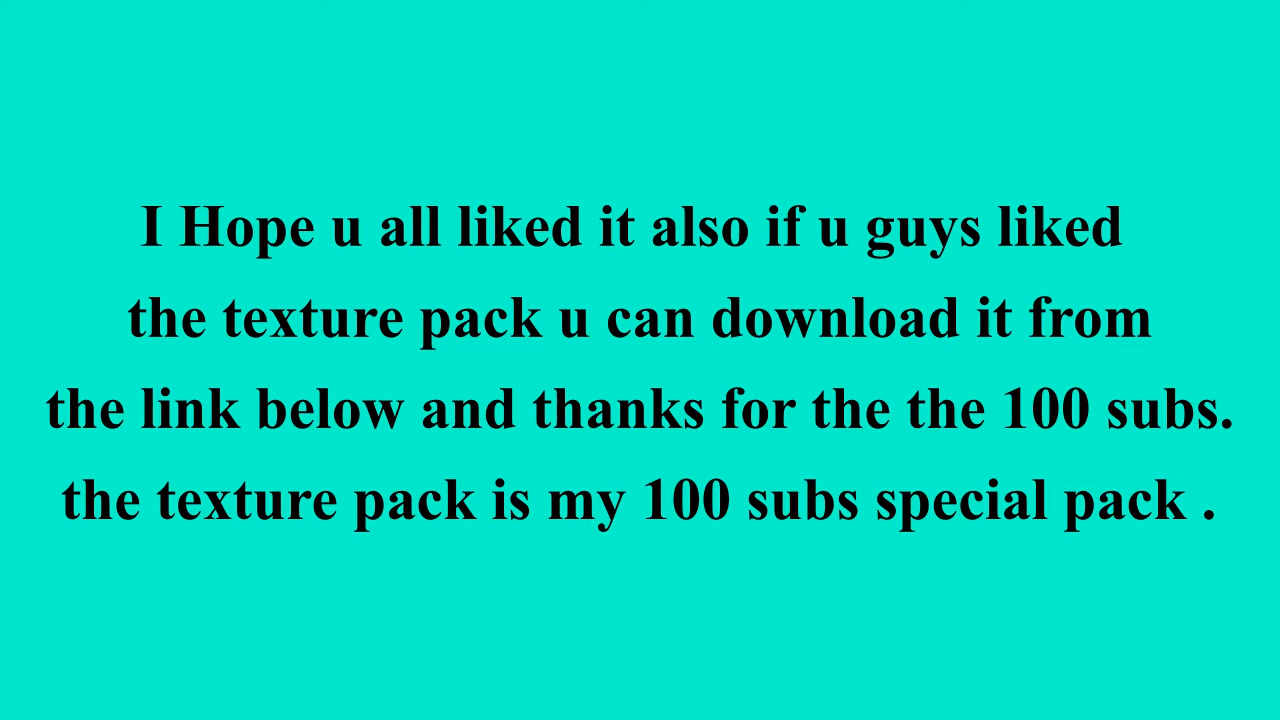 I Hope u all liked it also if u guys liked
the texture pack u can download it from
the link below and thanks for the the 100 subs.
the texture pack is my 100 subs special pack .